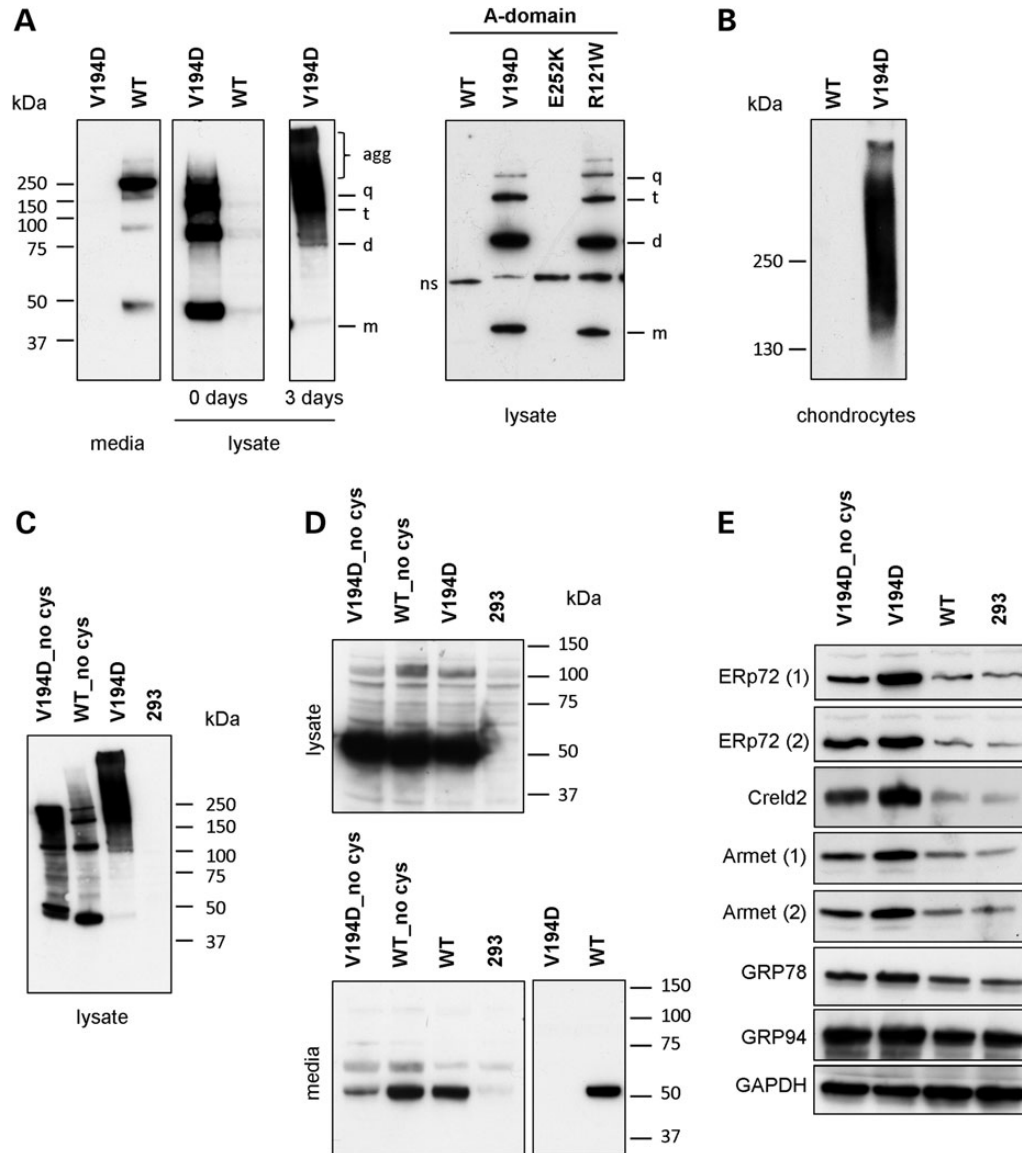 A
V194D
WT
V194D
WT
V194D
kDa
250
150
100
75
50
37
agg
q
t
d
m
0 days
3 days
media
lysate
A-domain
WT
V194D
E252K
R121W
ns
q
t
d
m
lysate
B
WT
V194D
kDa
250
130
chondrocytes
C
V194D_no cys
WT_no cys
V194D
293
kDa
250
150
100
75
50
37
lysate
D
V194D_no cys
WT_no cys
V194D
293
kDa
150
100
75
50
37
lysate
V194D_no cys
WT_no cys
WT
293
V194D
WT
150
100
75
50
37
media
E
V194D_no cys
V194D
WT
293
ERp72 (1)
ERp72 (2)
Creld2
Armet (1)
Armet (2)
GRP78
GRP94
GAPDH